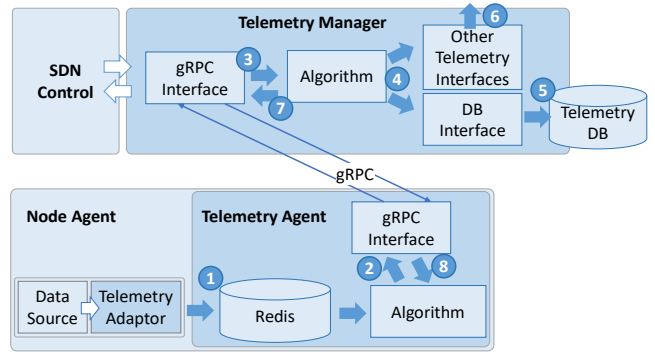 Telemetry Manager
SDN
Control
gRPC
Interface
3
7
Algorithm
4
6
Other
Telemetry
Interfaces
DB
Interface
5
Telemetry
DB
gRPC
Node Agent
Telemetry Agent
gRPC
Interface
2
8
1
Data
Source
Telemetry
Adaptor
Redis
Algorithm